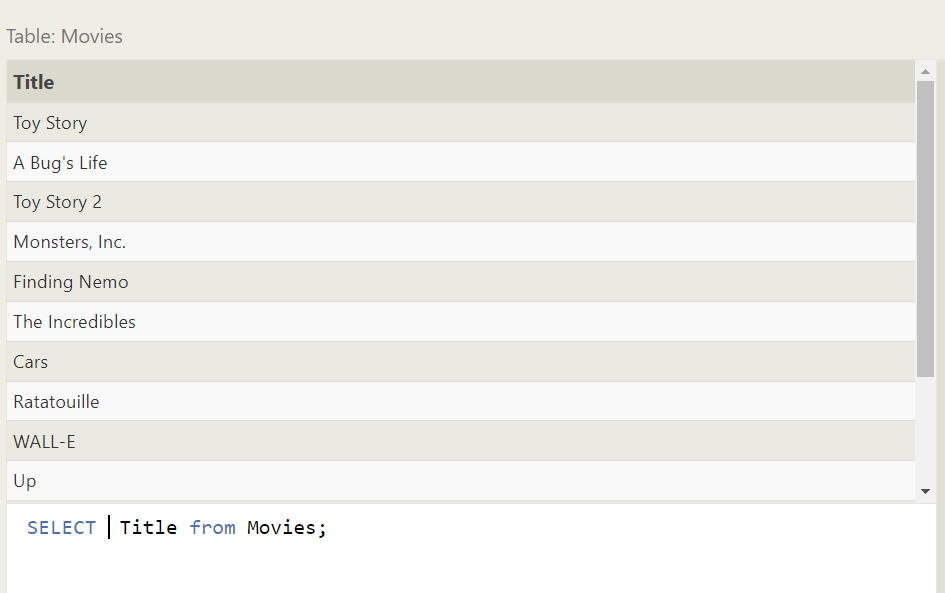 Table: Movies
Title
Toy Story
A Bug's Life
Toy Story 2
Monsters, Inc.
Finding Nemo
The Incredibles
Cars
Ratatouille
WALL-E
Up
SELECT Title from Movies;